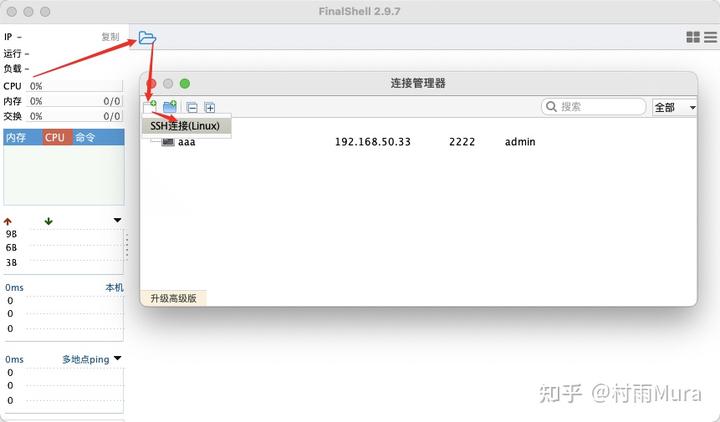 FinalShell 2.9.7
IP -
复制
运行 -
负载 -
CPU 0%
内存 0% 0/0
交换 0% 0/0
内存 CPU 命令
9B
6B
3B
0ms 本机
0
0
0
0ms 多地点ping
0
0
0
连接管理器
搜索
全部
SSH连接(Linux)
aaa 192.168.50.33 2222 admin
升级高级版
知乎 @村雨Mura